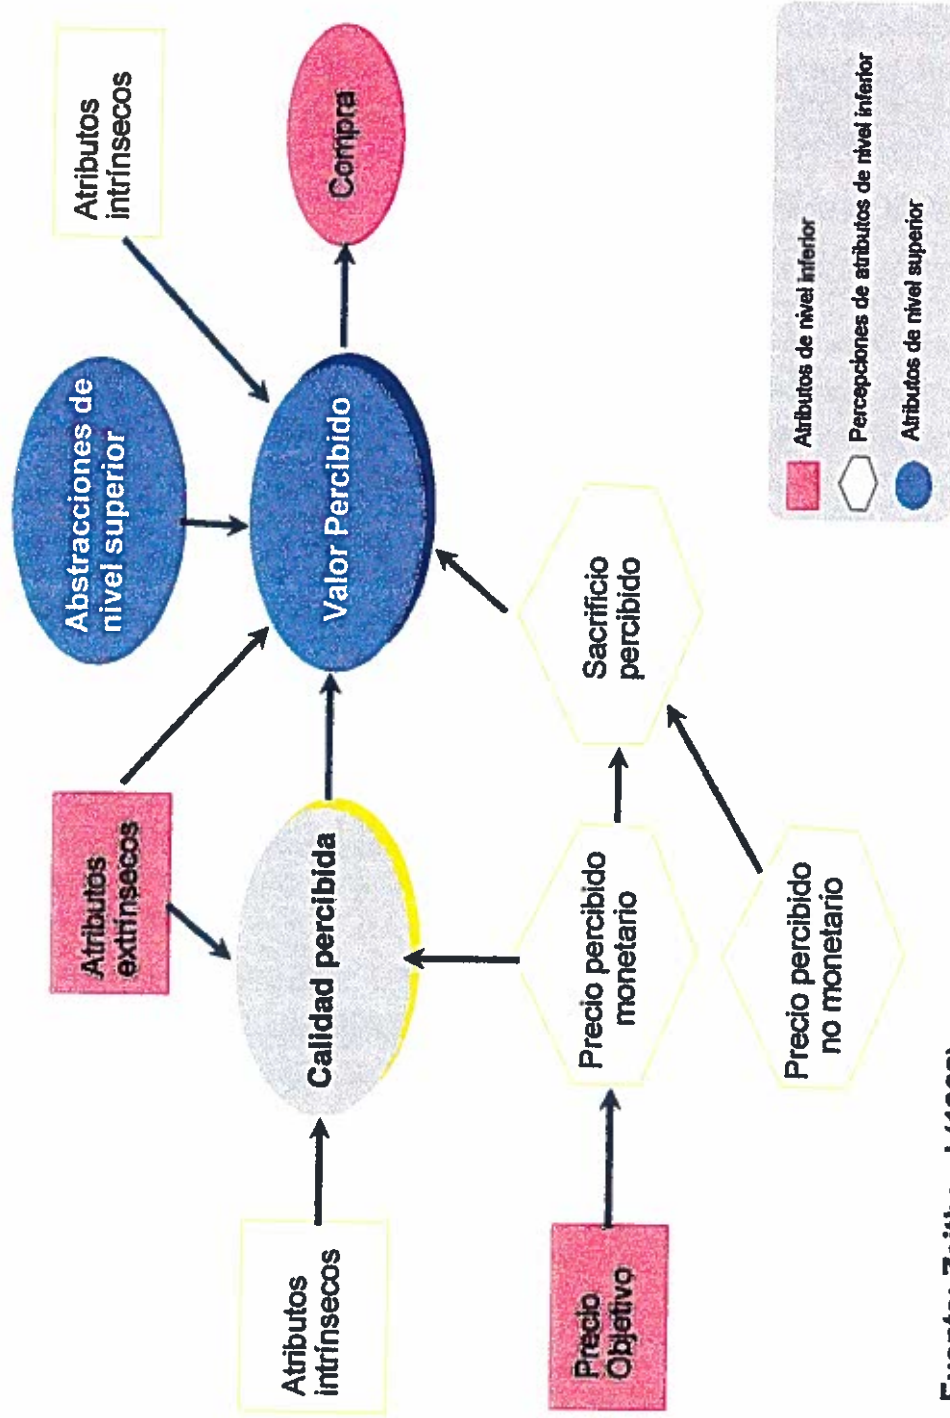 Atributos
intrínsecos
Abstracciones de
nivel superior
Atributos
extrínsecos
Compra
Valor Percibido
Calidad percibida
Atributos
intrínsecos
Sacrificio
percibido
Precio percibido
monetario
Precio
Objetivo
Precio percibido
no monetario
Atributos de nivel inferior
Percepciones de atributos de nivel inferior
Atributos de nivel superior